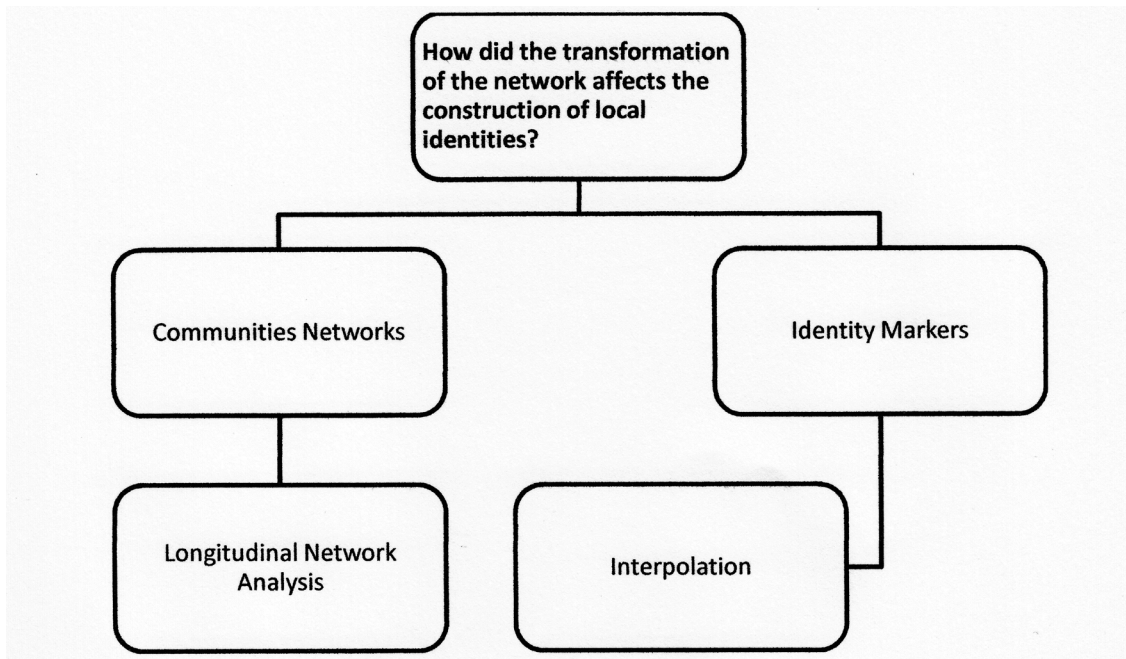 How did the transformation
of the network affects the
construction of local
identities?
Communities Networks
Identity Markers
Longitudinal Network
Analysis
Interpolation